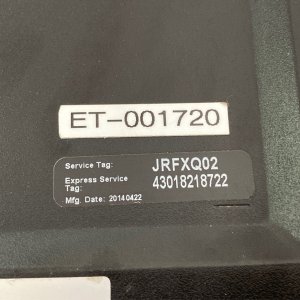 ET-001720
Service Tag: JRFXQ02
Express Service
Tag: 43018218722
Mfg. Date: 20140422